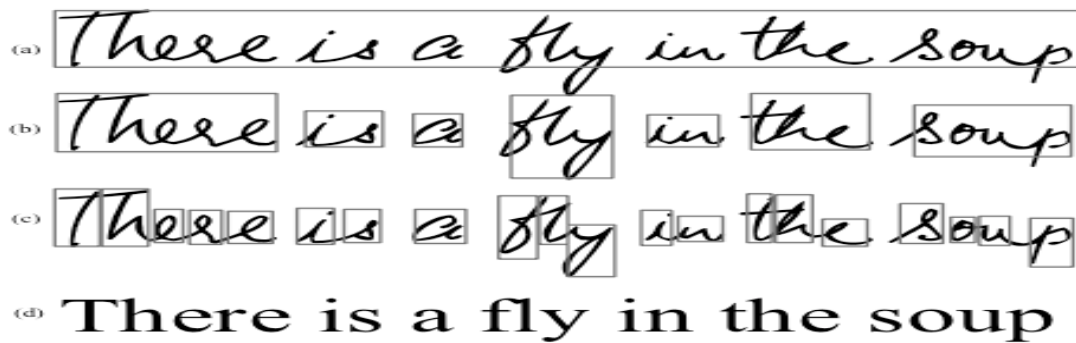 (a) There is a fly in the soup
(b) There is a fly in the soup
(c) There is a fly in the soup
(d) There is a fly in the soup